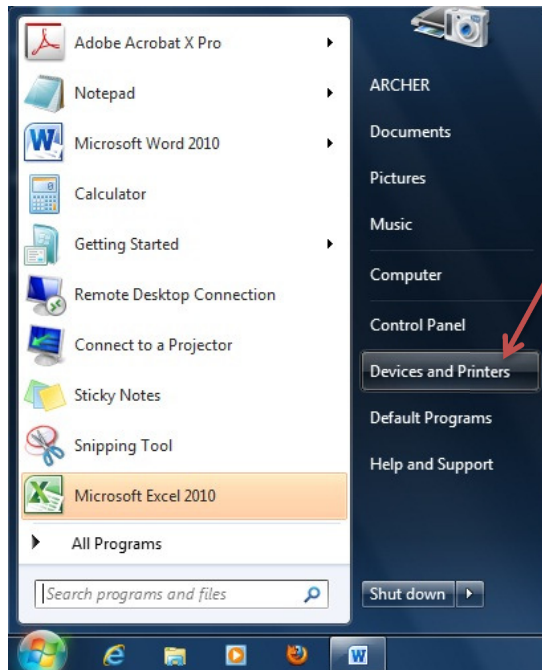 Adobe Acrobat X Pro
Notepad
Microsoft Word 2010
Calculator
Getting Started
Remote Desktop Connection
Connect to a Projector
Sticky Notes
Snipping Tool
Microsoft Excel 2010
All Programs
Search programs and files
ARCHER
Documents
Pictures
Music
Computer
Control Panel
Devices and Printers
Default Programs
Help and Support
Shut down